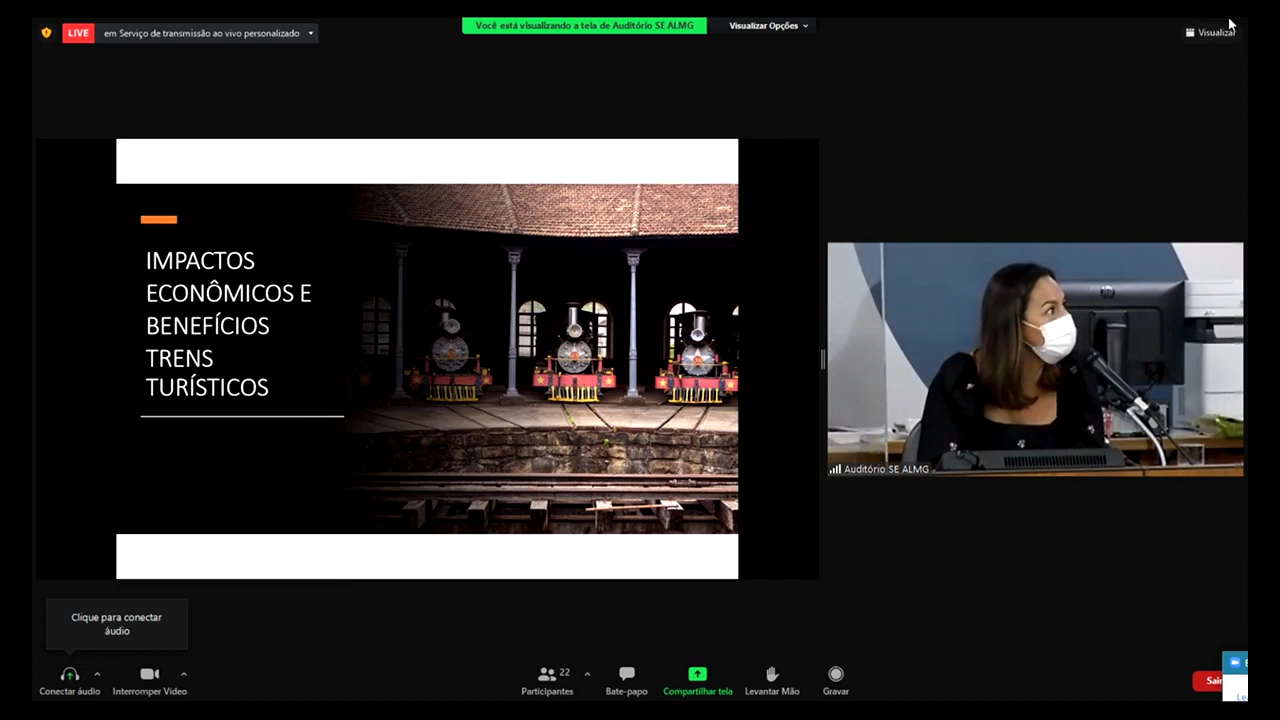 LIVE em Serviço de transmissão ao vivo personalizado
Você está visualizando a tela de Auditório SE ALMG
Visualizar Opções
Visualizar
IMPACTOS
ECONÔMICOS E
BENEFÍCIOS
TRENS
TURÍSTICOS
Auditório SE ALMG
Clique para conectar
áudio
Conectar áudio
Interromper Vídeo
22
Participantes
Bate-papo
Compartilhar tela
Levantar Mão
Gravar